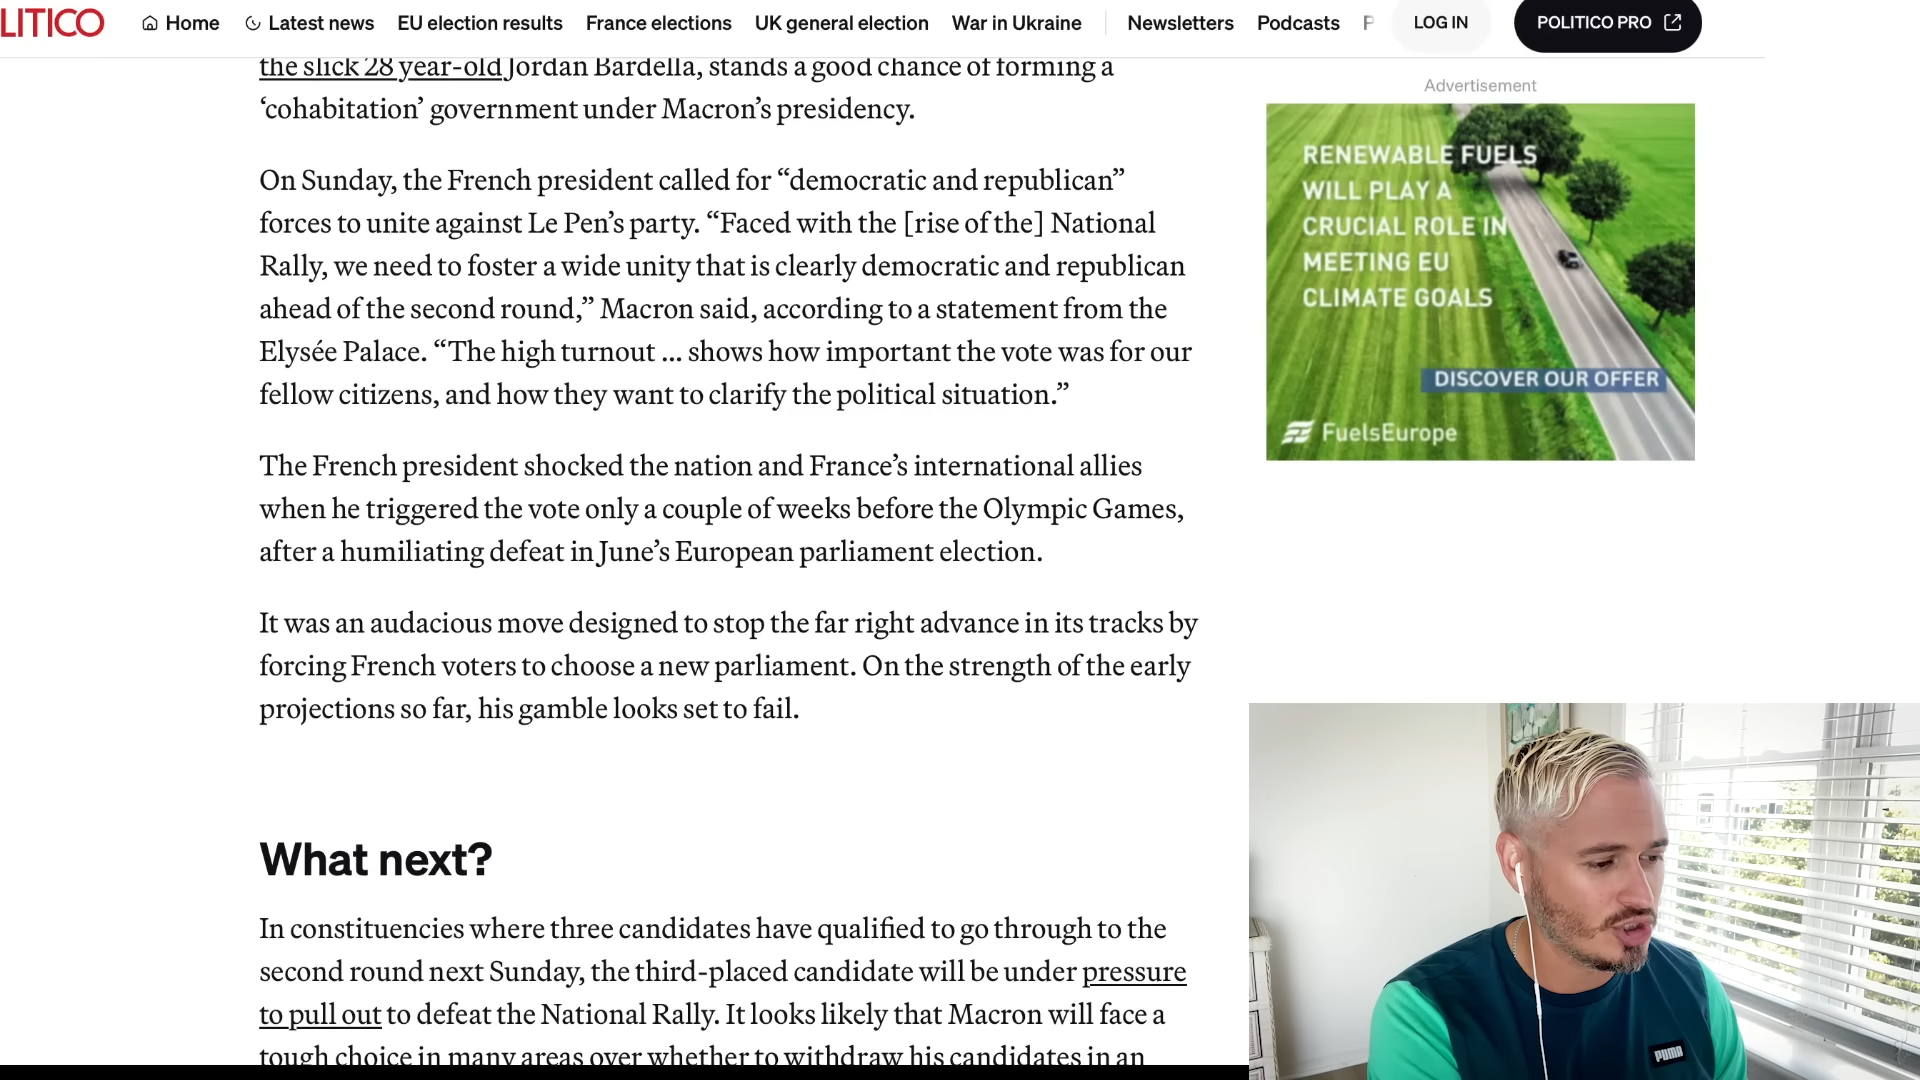 LITICO
Home
Latest news
EU election results
France elections
UK general election
War in Ukraine
Newsletters
Podcasts
P
LOG IN
POLITICO PRO
the slick 28 year-old Jordan Bardella, stands a good chance of forming a
‘cohabitation’ government under Macron’s presidency.
On Sunday, the French president called for “democratic and republican”
forces to unite against Le Pen’s party. “Faced with the [rise of the] National
Rally, we need to foster a wide unity that is clearly democratic and republican
ahead of the second round,” Macron said, according to a statement from the
Elysée Palace. “The high turnout … shows how important the vote was for our
fellow citizens, and how they want to clarify the political situation.”
The French president shocked the nation and France’s international allies
when he triggered the vote only a couple of weeks before the Olympic Games,
after a humiliating defeat in June’s European parliament election.
It was an audacious move designed to stop the far right advance in its tracks by
forcing French voters to choose a new parliament. On the strength of the early
projections so far, his gamble looks set to fail.
What next?
In constituencies where three candidates have qualified to go through to the
second round next Sunday, the third-placed candidate will be under pressure
to pull out to defeat the National Rally. It looks likely that Macron will face a
tough choice in many areas over whether to withdraw his candidates in an
Advertisement
RENEWABLE FUELS
WILL PLAY A
CRUCIAL ROLE IN
MEETING EU
CLIMATE GOALS
DISCOVER OUR OFFER
FuelsEurope
PUMA